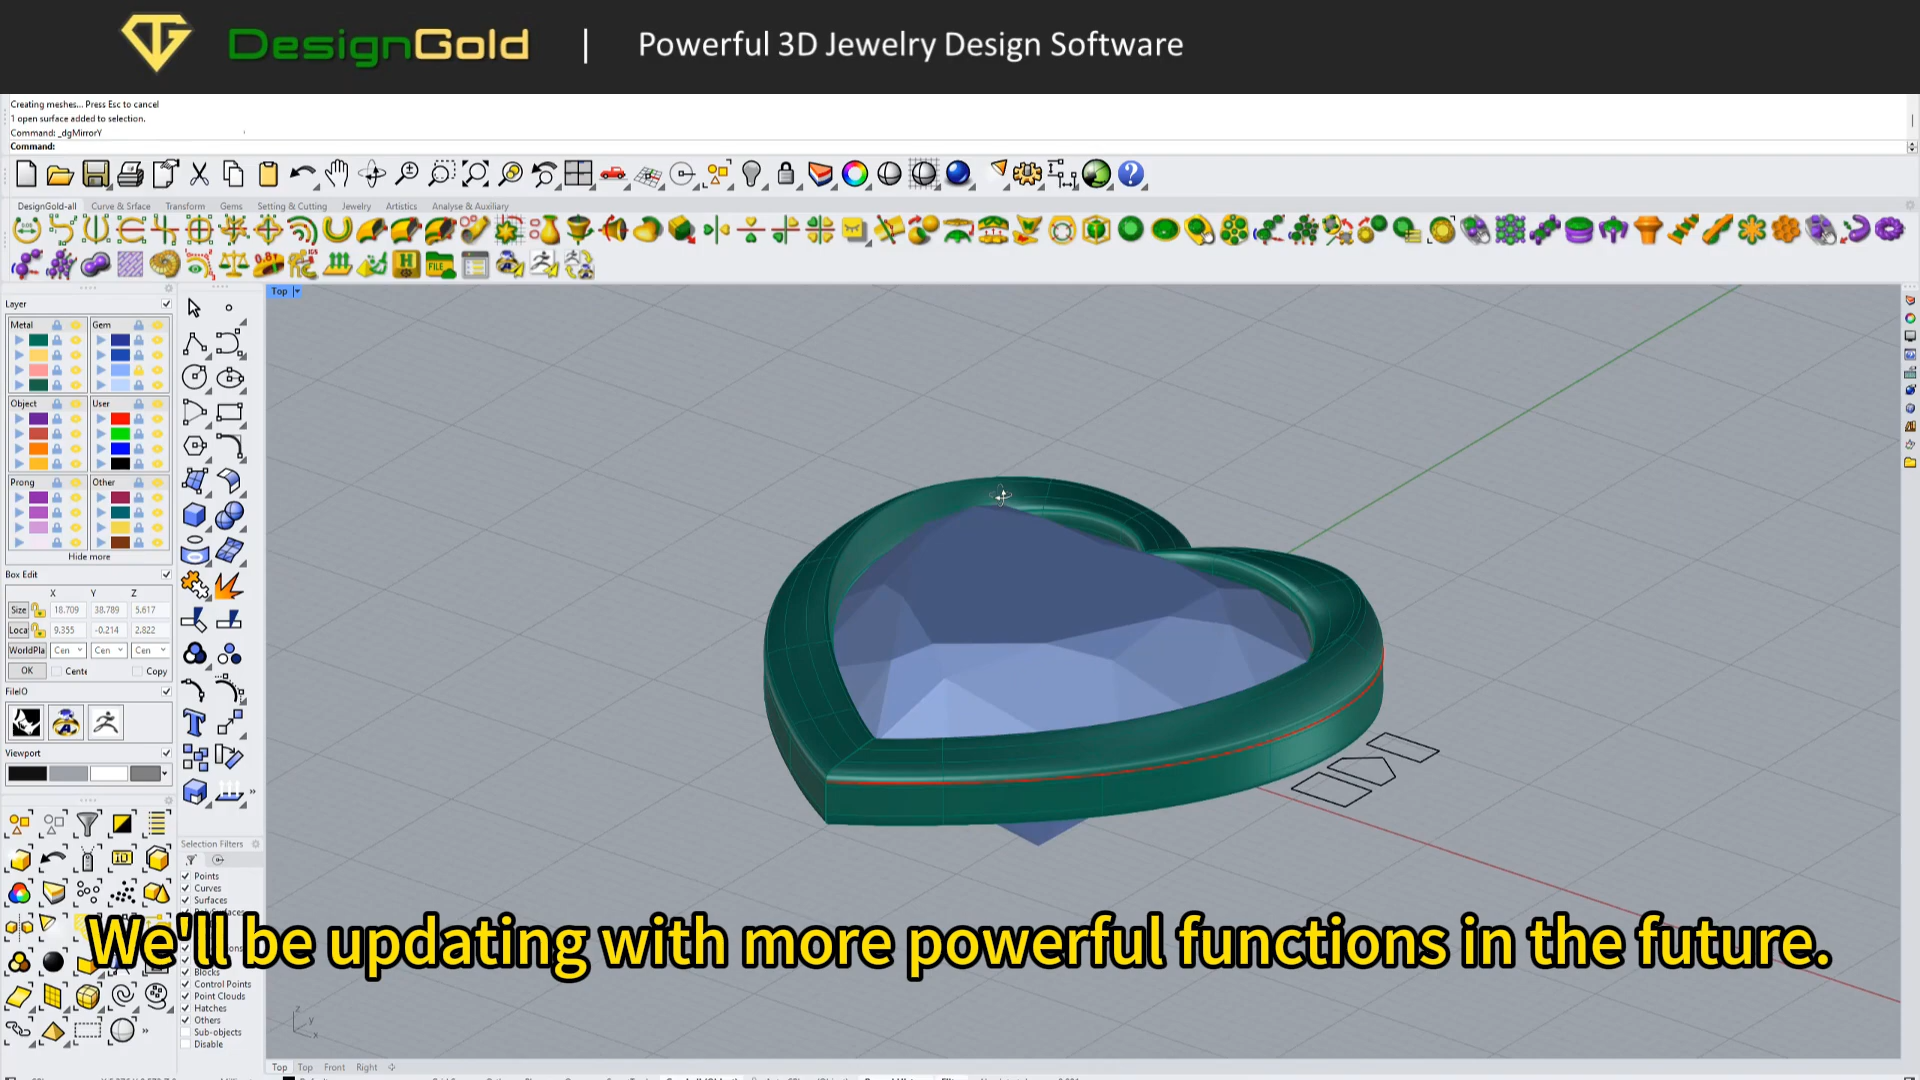 DesignGold | Powerful 3D Jewelry Design Software
Creating meshes... Press Esc to cancel
1 open surface added to selection.
Command: _dgMirrorY
Command:
DesignGold-all Curve & Srface Transform Gems Setting & Cutting Jewelry Artistics Analyse & Auxiliary
Top
Layer
Metal Gem
Object User
Prong Other
Hide more
Box Edit
X Y Z
Size 18.709 38.789 5.617
Loca 9.355 -0.214 2.822
WorldPla Cen Cen Cen
OK Cente Copy
FileIO
Viewport
Selection Filters
Points
Curves
Surfaces
We'll be updating with more powerful functions in the future.
Blocks
Control Points
Point Clouds
Hatches
Others
Sub-objects
Disable
z
y
x
Top Top Front Right